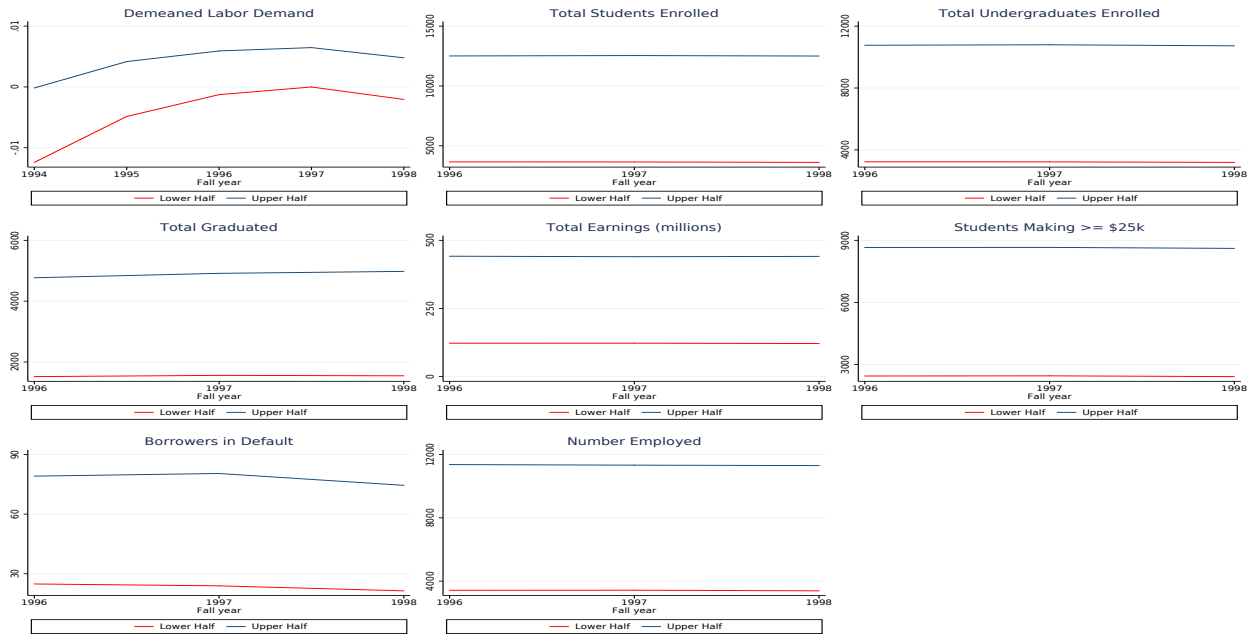 Demeaned Labor Demand
.01
0
-.01
1994 1995 1996 1997 1998
Fall year
Lower Half Upper Half
Total Students Enrolled
15000
10000
5000
1996 1997 1998
Fall year
Lower Half Upper Half
Total Undergraduates Enrolled
12000
8000
4000
1996 1997 1998
Fall year
Lower Half Upper Half
Total Graduated
6000
4000
2000
1996 1997 1998
Fall year
Lower Half Upper Half
Total Earnings (millions)
500
250
0
1996 1997 1998
Fall year
Lower Half Upper Half
Students Making >= $25k
9000
6000
3000
1996 1997 1998
Fall year
Lower Half Upper Half
Borrowers in Default
90
60
30
1996 1997 1998
Fall year
Lower Half Upper Half
Number Employed
12000
8000
4000
1996 1997 1998
Fall year
Lower Half Upper Half